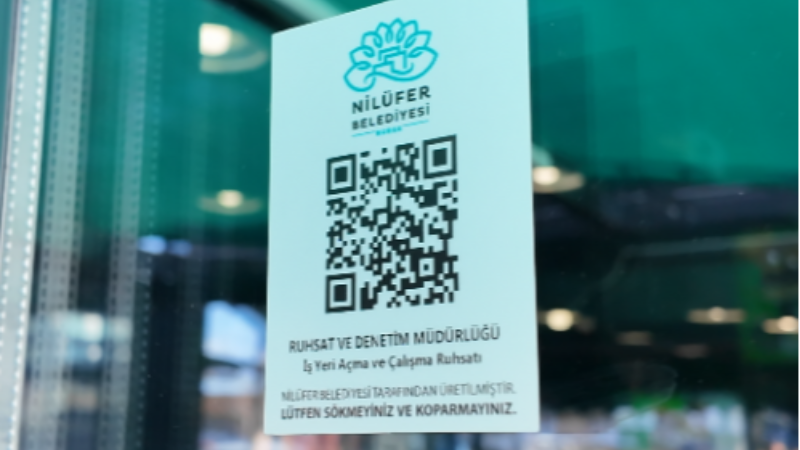 NİLÜFER
BELEDİYESİ
BURSA
RUHSAT VE DENETİM MÜDÜRLÜĞÜ
İş Yeri Açma ve Çalışma Ruhsatı
NİLÜFER BELEDİYESİ TARAFINDAN ÜRETİLMİŞTİR.
LÜTFEN SÖKMEYİNİZ VE KOPARMAYINIZ.